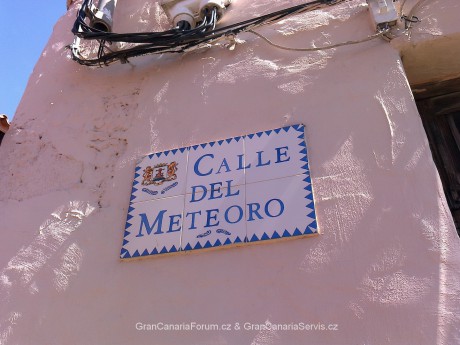 CALLE
DEL
METEORO
GranCanariaForum.cz & GranCanariaServis.cz